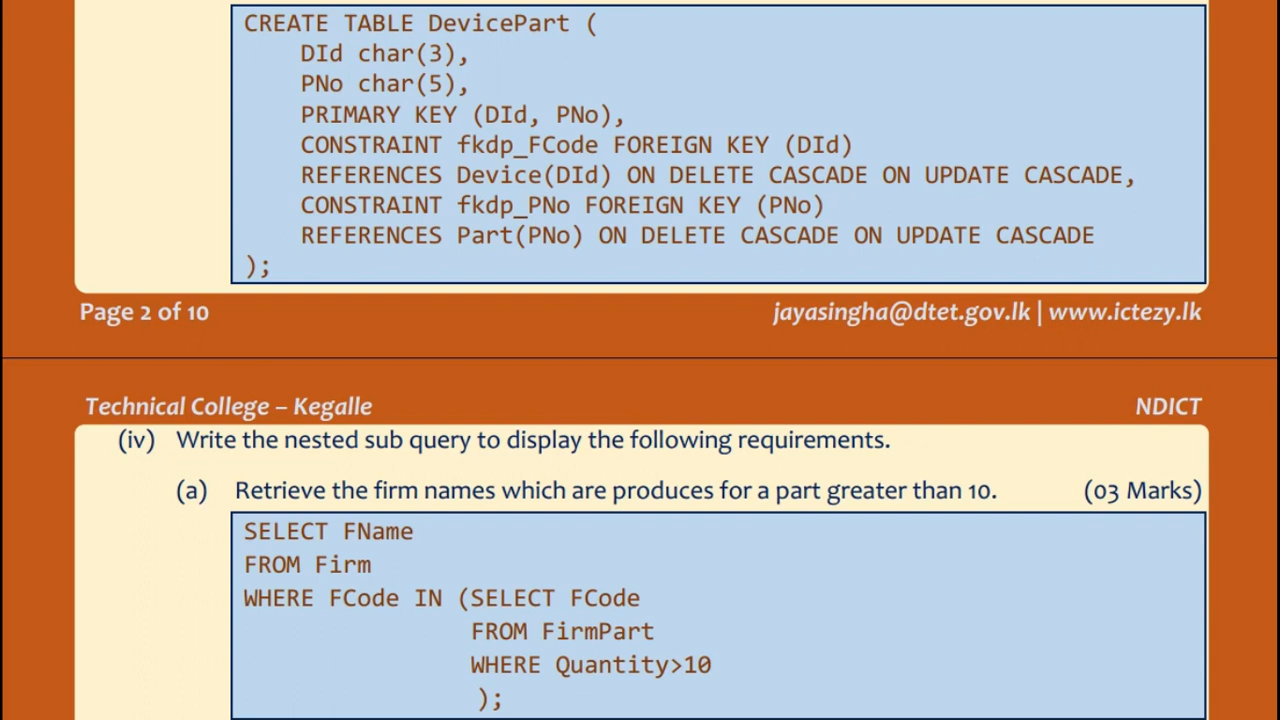 CREATE TABLE DevicePart (
DId char(3),
PNo char(5),
PRIMARY KEY (DId, PNo),
CONSTRAINT fkdp_FCode FOREIGN KEY (DId)
REFERENCES Device(DId) ON DELETE CASCADE ON UPDATE CASCADE,
CONSTRAINT fkdp_PNo FOREIGN KEY (PNo)
REFERENCES Part(PNo) ON DELETE CASCADE ON UPDATE CASCADE
);
Page 2 of 10 jayasingha@dtet.gov.lk | www.ictezy.lk
Technical College – Kegalle NDICT
(iv) Write the nested sub query to display the following requirements.
(a) Retrieve the firm names which are produces for a part greater than 10. (03 Marks)
SELECT FName
FROM Firm
WHERE FCode IN (SELECT FCode
FROM FirmPart
WHERE Quantity>10
);